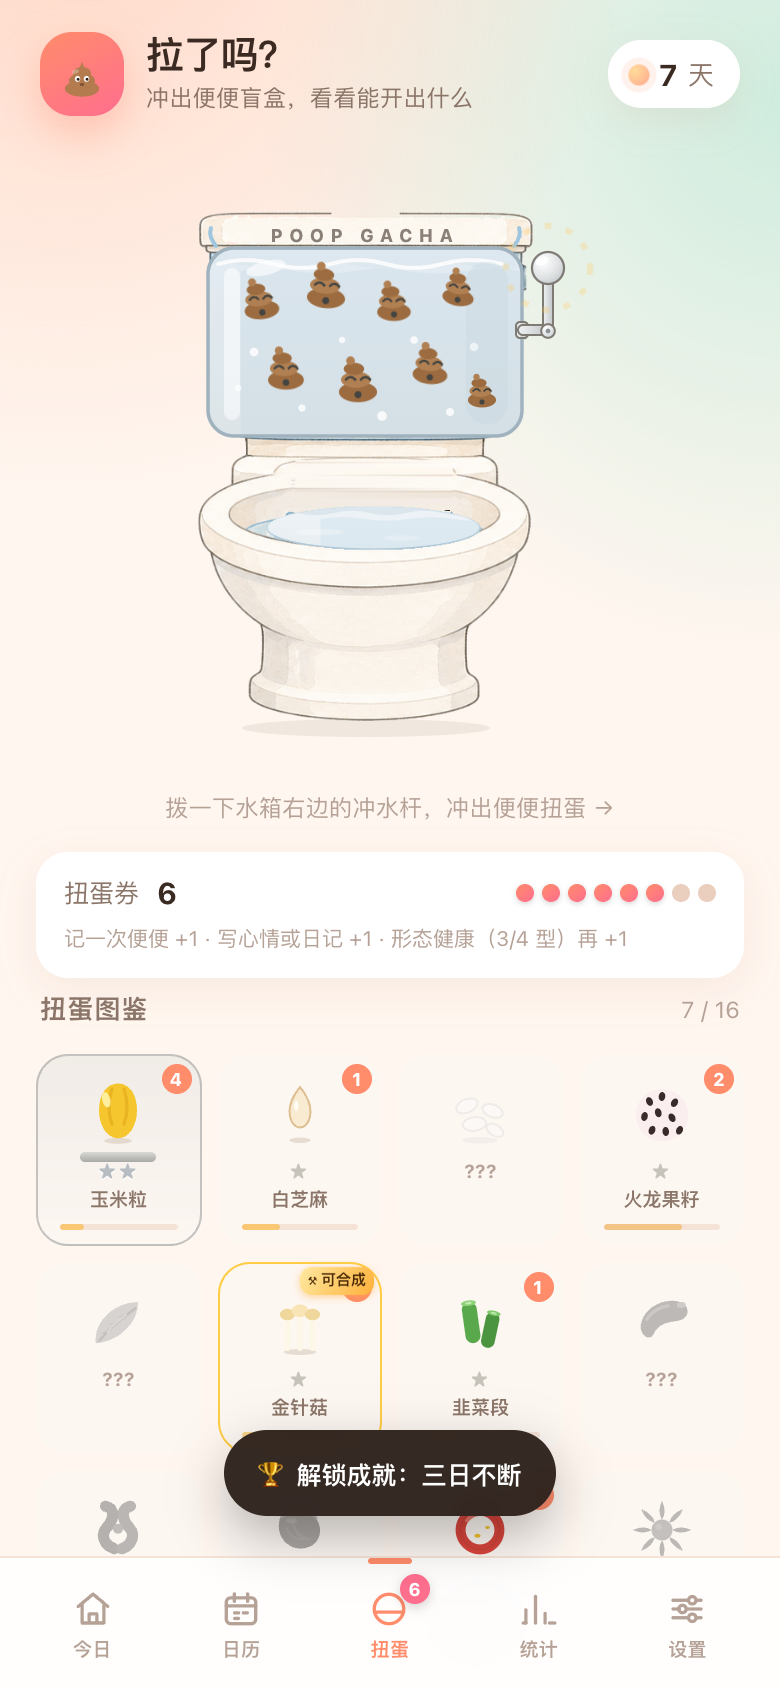 拉了吗?
冲出便便盲盒，看看能开出什么
7 天
POOP GACHA
拨一下水箱右边的冲水杆，冲出便便扭蛋 →
扭蛋券 6
记一次便便 +1 · 写心情或日记 +1 · 形态健康（3/4 型）再 +1
扭蛋图鉴
7 / 16
4
1
2
玉米粒
白芝麻
???
火龙果籽
可合成
1
???
金针菇
韭菜段
???
🏆 解锁成就：三日不断
6
今日
日历
扭蛋
统计
设置